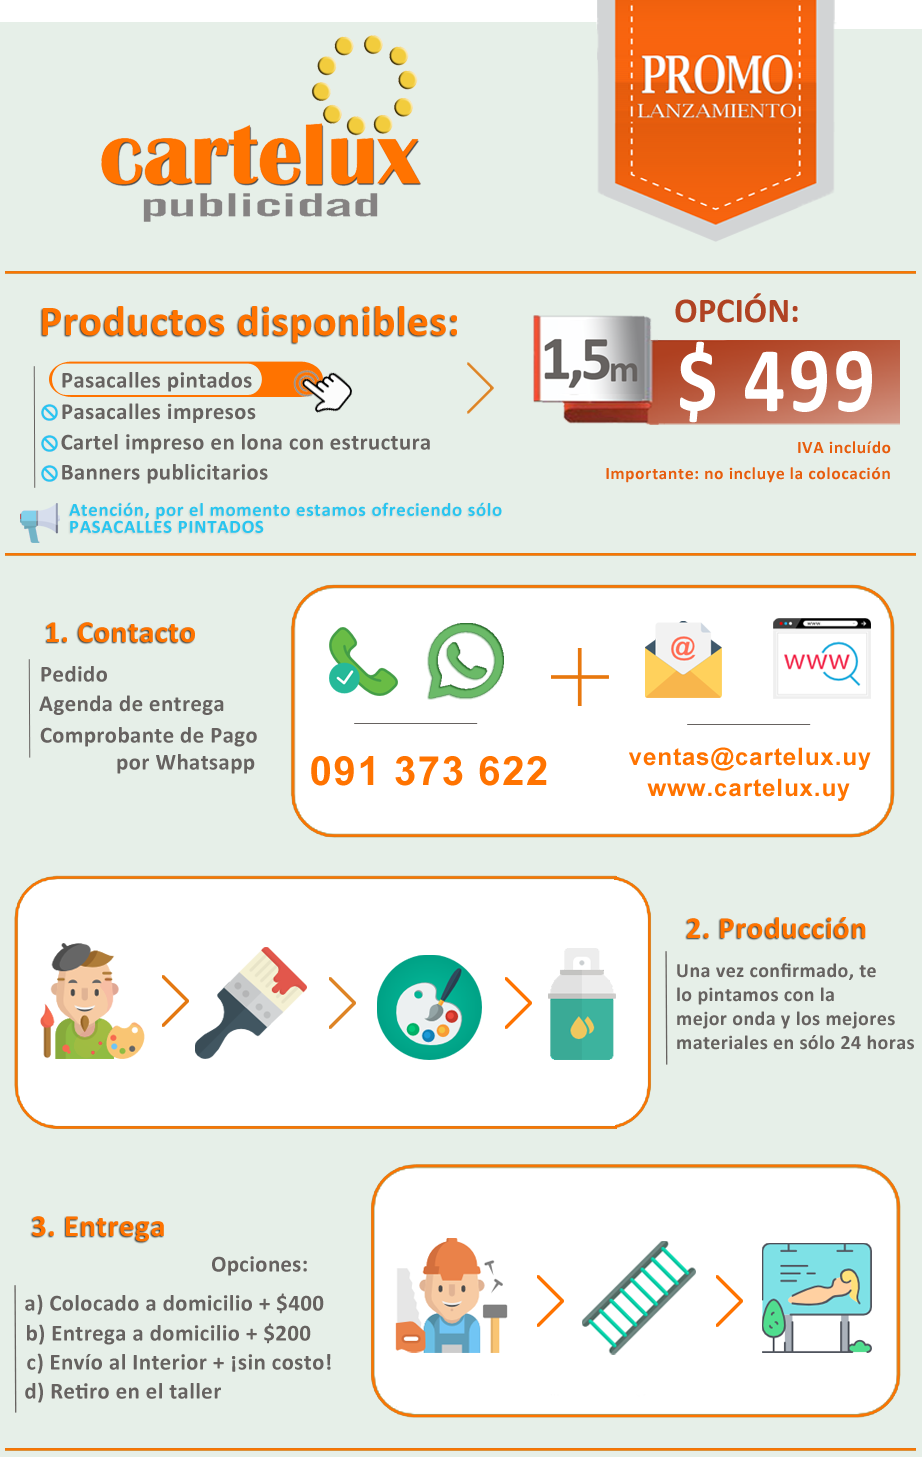 PROMO
LANZAMIENTO
cartelux
publicidad
Productos disponibles:
Pasacalles pintados
Pasacalles impresos
Cartel impreso en lona con estructura
Banners publicitarios
Atención, por el momento estamos ofreciendo sólo
PASACALLES PINTADOS
OPCIÓN:
1,5m
$ 499
IVA incluído
Importante: no incluye la colocación
1. Contacto
Pedido
Agenda de entrega
Comprobante de Pago
por Whatsapp
@
www
www
091 373 622
ventas@cartelux.uy
www.cartelux.uy
2. Producción
Una vez confirmado, te
lo pintamos con la
mejor onda y los mejores
materiales en sólo 24 horas
3. Entrega
Opciones:
a) Colocado a domicilio + $400
b) Entrega a domicilio + $200
c) Envío al Interior + ¡sin costo!
d) Retiro en el taller